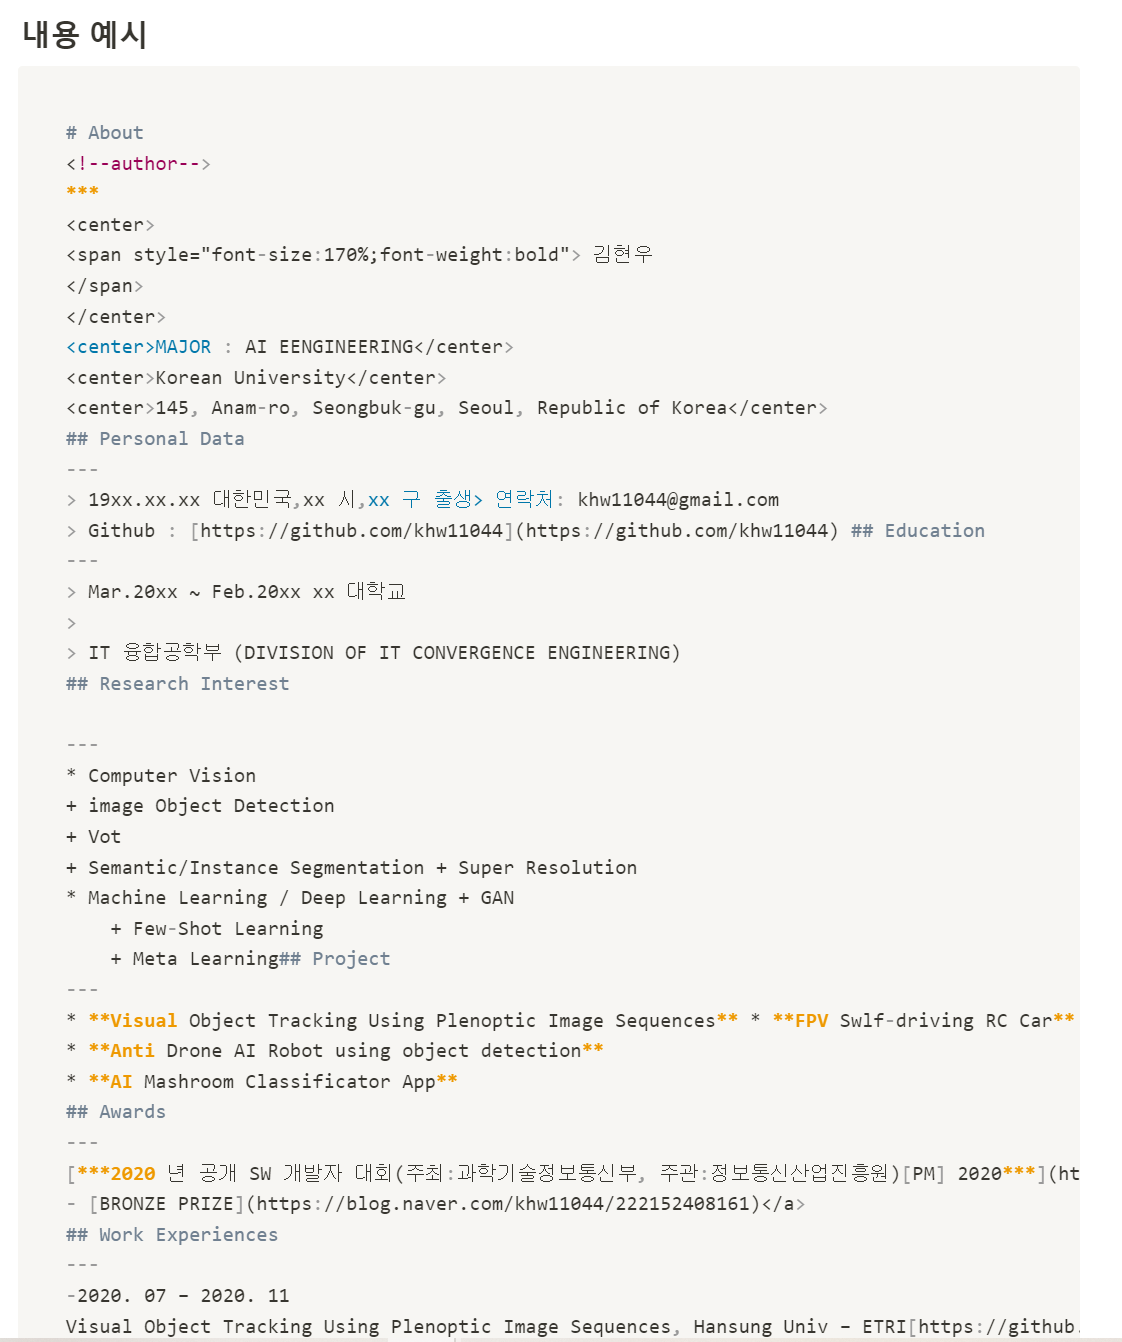 내용 예시
# About
<!--author-->
***
<center>
<span style="font-size:170%;font-weight:bold"> 김현우
</span>
</center>
<center>MAJOR : AI EENGINEERING</center>
<center>Korean University</center>
<center>145, Anam-ro, Seongbuk-gu, Seoul, Republic of Korea</center>
## Personal Data
---
> 19xx.xx.xx 대한민국,xx 시,xx 구 출생> 연락처: khw11044@gmail.com
> Github : [https://github.com/khw11044](https://github.com/khw11044) ## Education
---
> Mar.20xx ~ Feb.20xx xx 대학교
>
> IT 융합공학부 (DIVISION OF IT CONVERGENCE ENGINEERING)
## Research Interest
---
* Computer Vision
+ image Object Detection
+ Vot
+ Semantic/Instance Segmentation + Super Resolution
* Machine Learning / Deep Learning + GAN
    + Few-Shot Learning
    + Meta Learning## Project
---
* **Visual Object Tracking Using Plenoptic Image Sequences** * **FPV Swlf-driving RC Car**
* **Anti Drone AI Robot using object detection**
* **AI Mashroom Classificator App**
## Awards
---
[***2020 년 공개 SW 개발자 대회(주최:과학기술정보통신부, 주관:정보통신산업진흥원)[PM] 2020***](ht
- [BRONZE PRIZE](https://blog.naver.com/khw11044/222152408161)</a>
## Work Experiences
---
-2020. 07 – 2020. 11
Visual Object Tracking Using Plenoptic Image Sequences, Hansung Univ – ETRI[https://github.